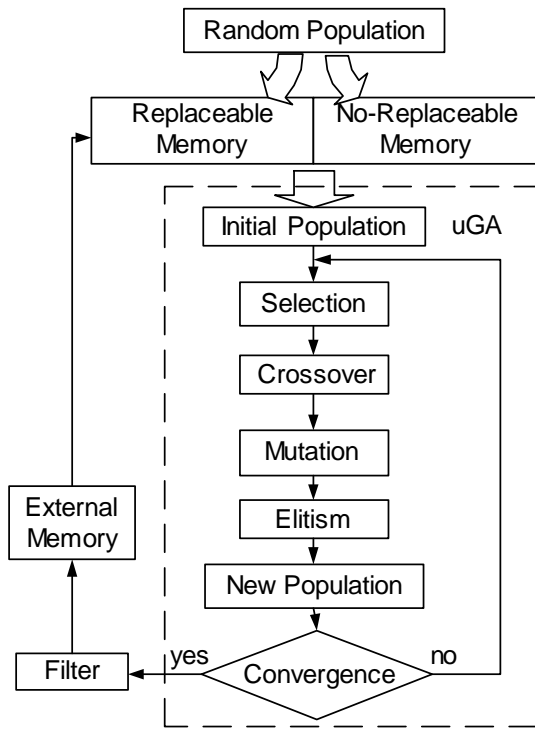 Random Population
Replaceable
Memory
No-Replaceable
Memory
Initial Population
uGA
Selection
Crossover
Mutation
External
Memory
Elitism
New Population
yes
no
Filter
Convergence